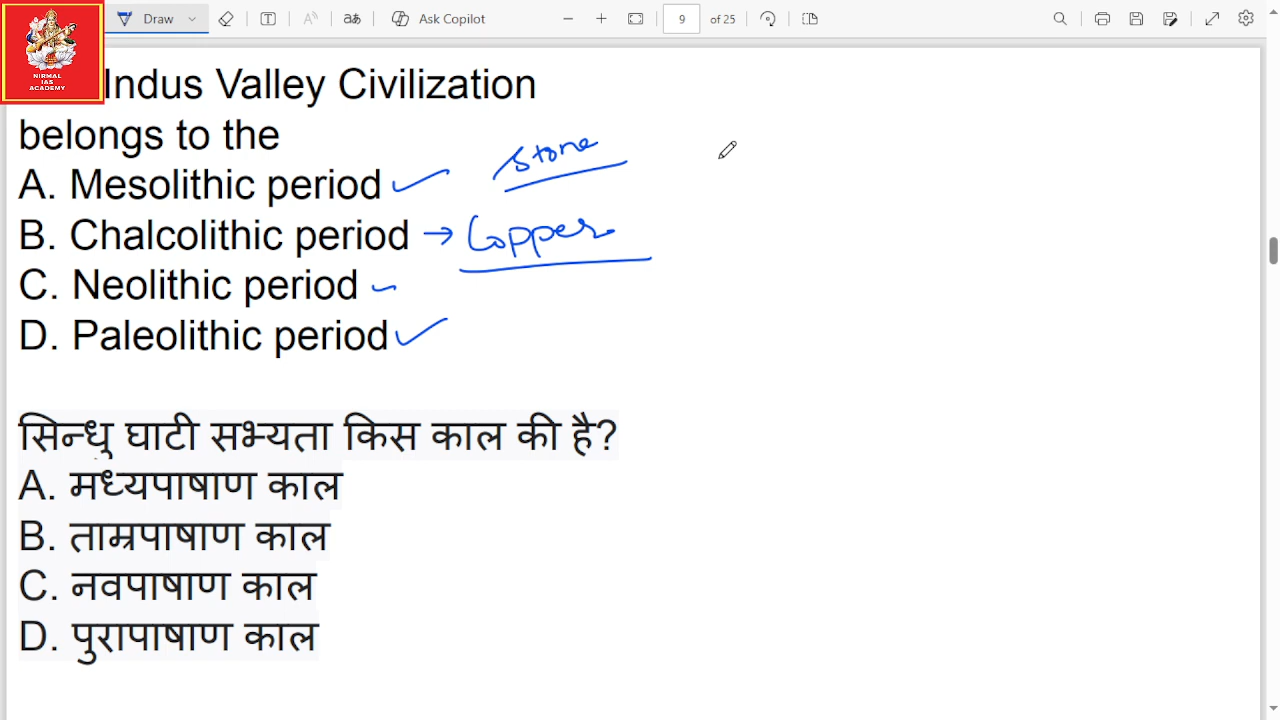 Draw
Ask Copilot
9 of 25
NIRMAL
IAS
ACADEMY
Indus Valley Civilization
belongs to the
stone
A. Mesolithic period
B. Chalcolithic period → Copper
C. Neolithic period
D. Paleolithic period
सिन्धु घाटी सभ्यता किस काल की है?
A. मध्यपाषाण काल
B. ताम्रपाषाण काल
C. नवपाषाण काल
D. पुरापाषाण काल